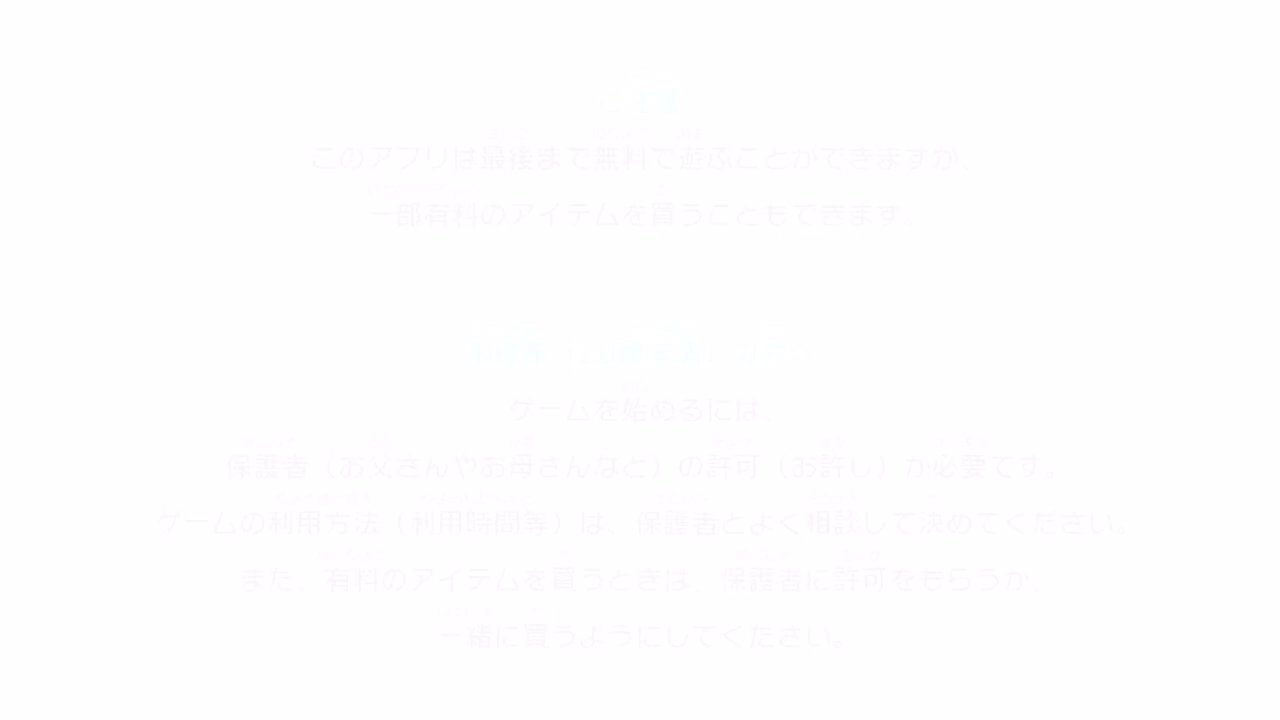 このアプリは最後まで無料で遊ぶことができますが、
一部有料のアイテムを買うこともできます。
ゲームを始めるには、
保護者（お父さんやお母さんなど）の許可（お許し）が必要です。
ゲームの利用方法（利用時間等）は、保護者とよく相談して決めてください。
また、有料のアイテムを買うときは、保護者に許可をもらうか、
一緒に買うようにしてください。